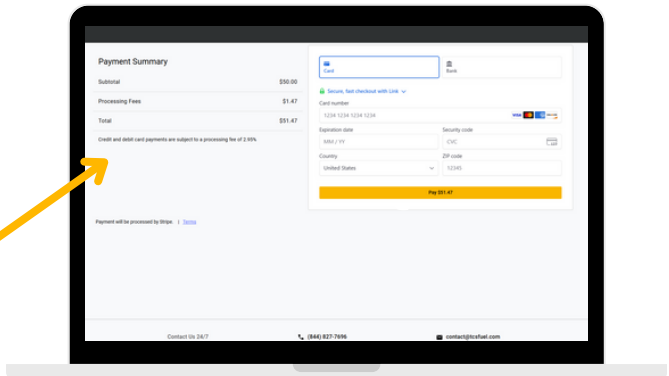 Payment Summary
Subtotal $50.00
Processing Fees $1.47
Total $51.47
Credit and debit card payments are subject to a processing fee of 2.95%
Payment will be processed by Stripe. | Terms
Card
Bank
Secure, fast checkout with Link
Card number
1234 1234 1234 1234
VISA
Expiration date
Security code
MM / YY
CVC
Country
ZIP code
United States
12345
Pay $51.47
Contact Us 24/7
(844) 827-7696
contact@tcsfuel.com